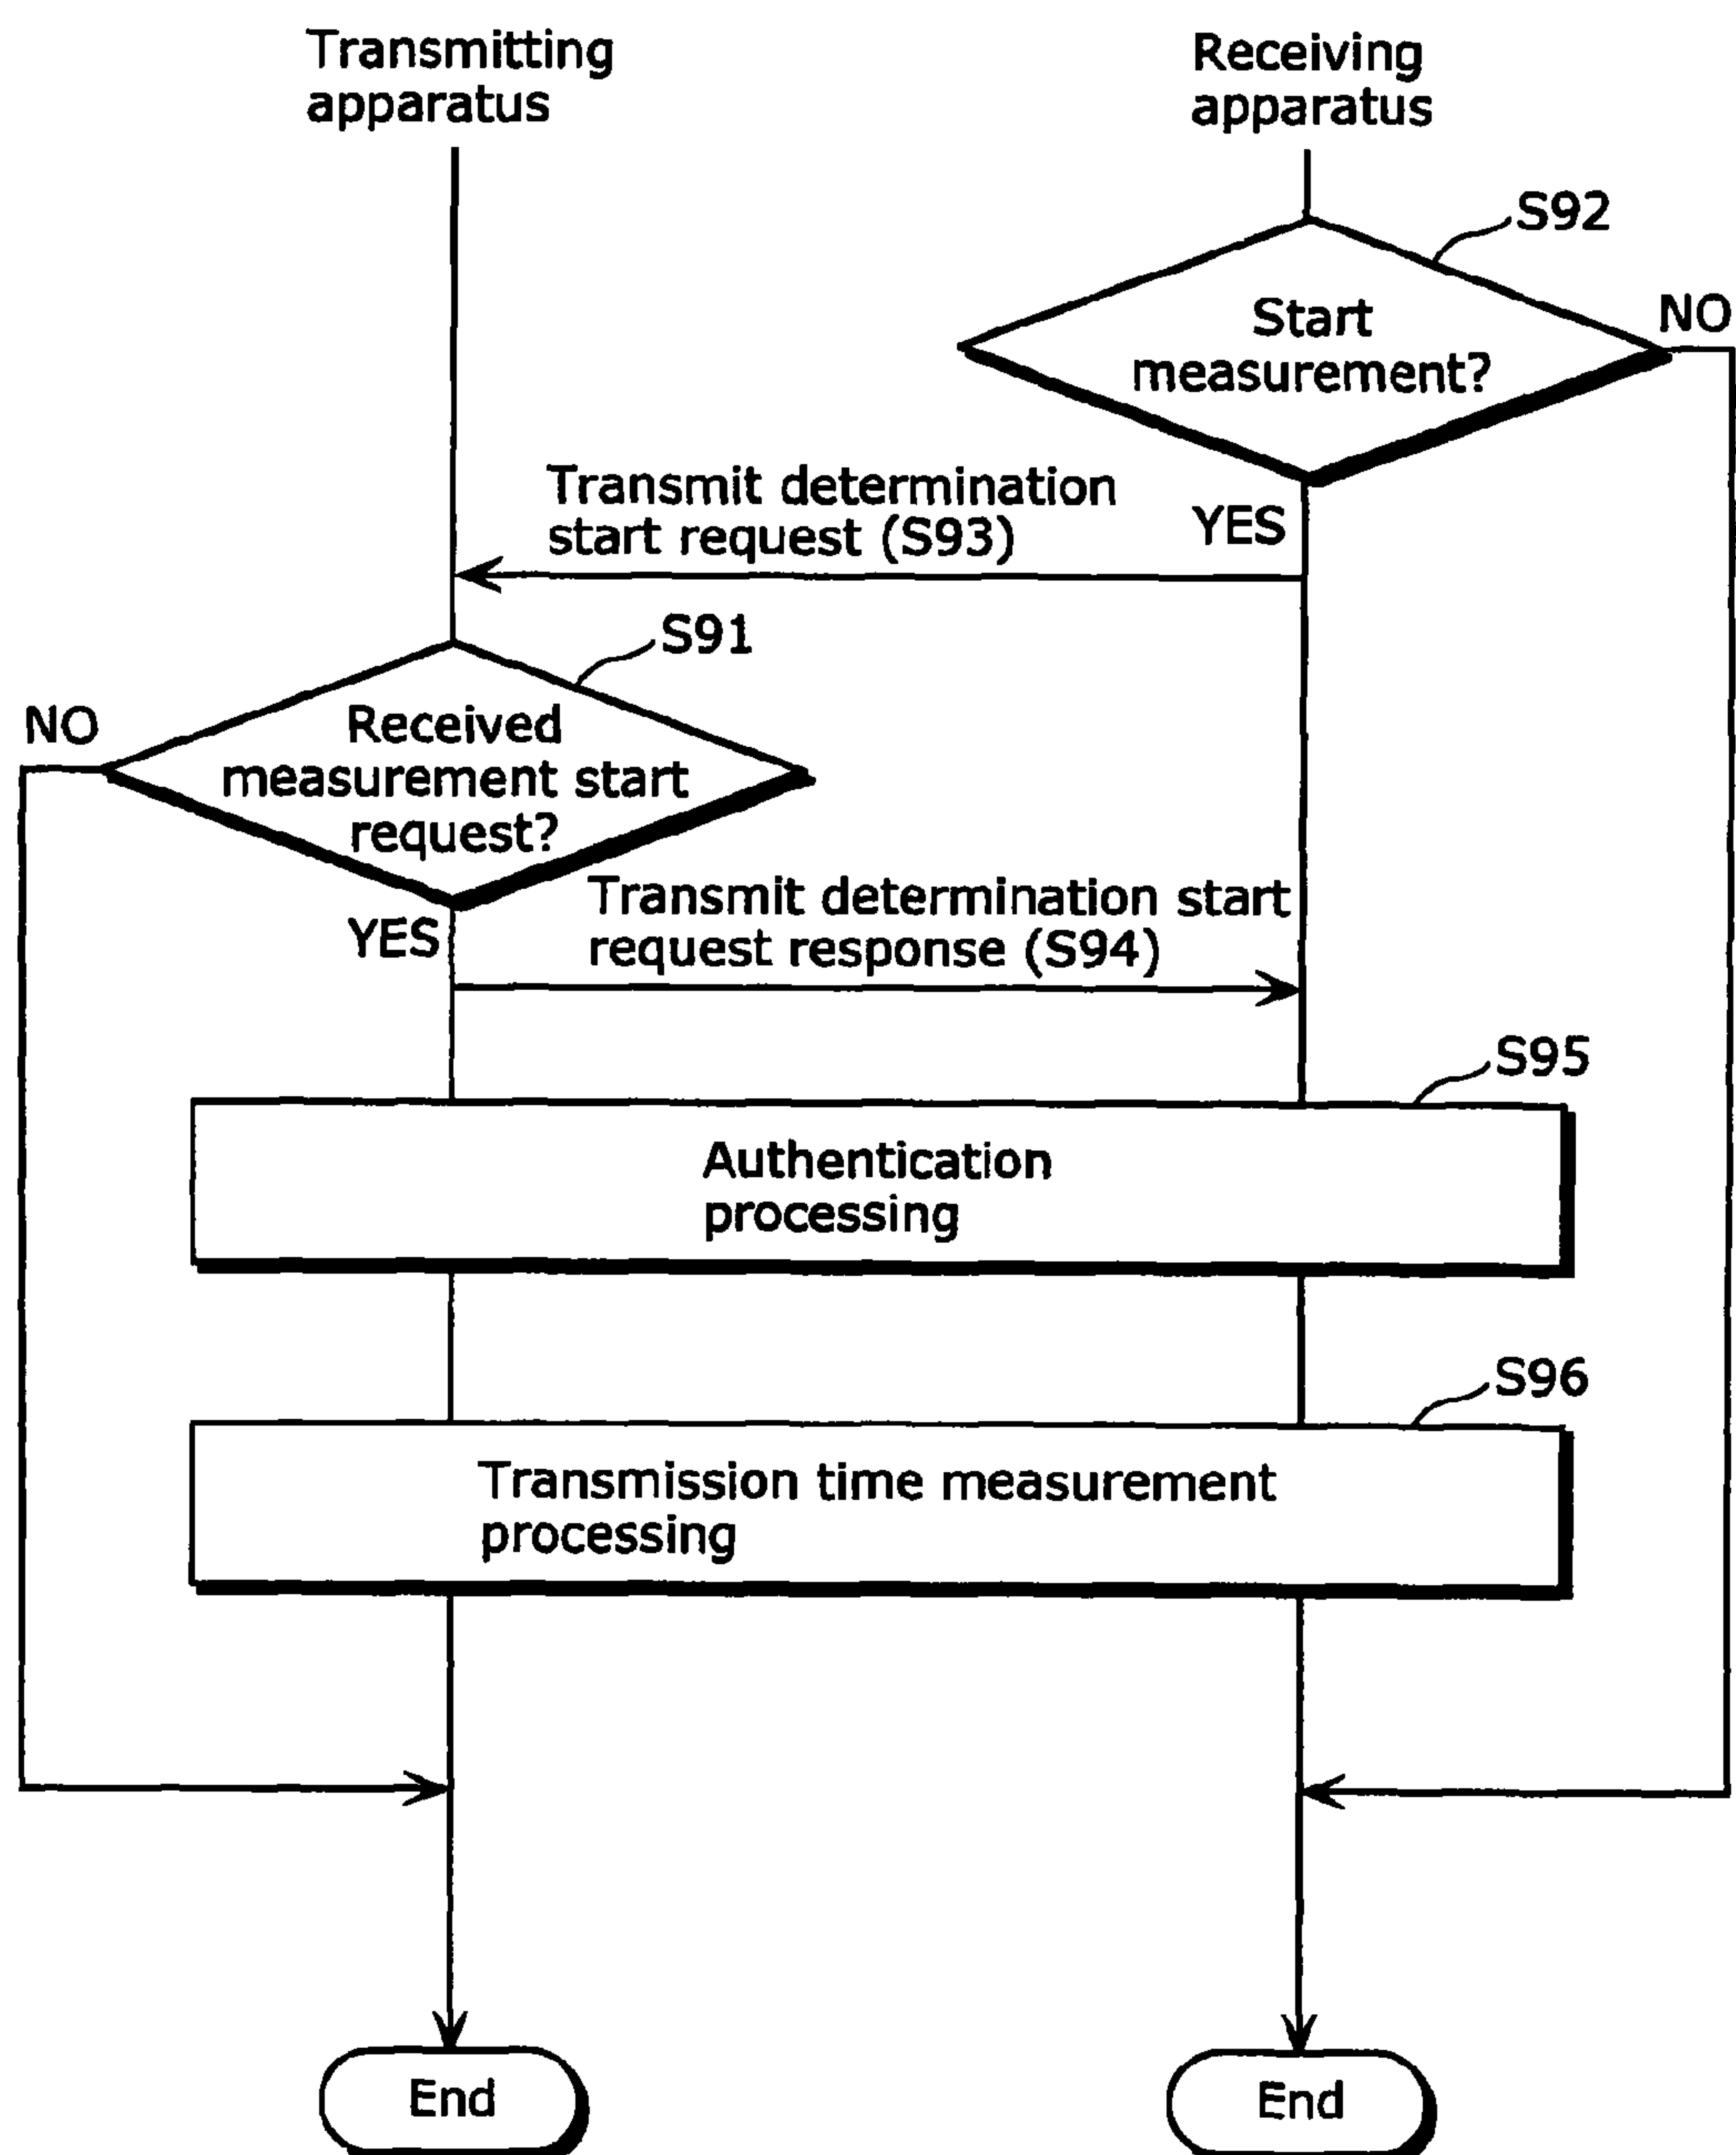 Transmitting
apparatus
Receiving
apparatus
S92
Start
measurement?
NO
Transmit determination
start request (S93)
YES
S91
NO
Received
measurement start
request?
YES
Transmit determination start
request response (S94)
S95
Authentication
processing
S96
Transmission time measurement
processing
End
End